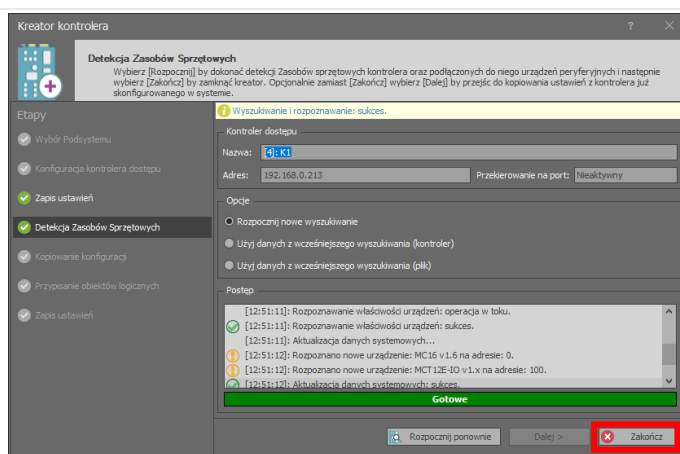 Kreator kontrolera
Detekcja Zasobów Sprzętowych
Wybierz [Rozpocznij] by dokonać detekcji Zasobów sprzętowych kontrolera oraz podłączonych do niego urządzeń peryferyjnych i następnie
wybierz [Zakończ] by zamknąć kreator. Opcjonalnie zamiast [Zakończ] wybierz [Dalej] by przejść do kopiowania ustawień z kontrolera już
skonfigurowanego w systemie.
Etapy
Wybór Podsystemu
Konfiguracja kontrolera dostępu
Zapis ustawień
Detekcja Zasobów Sprzętowych
Kopiowanie konfiguracji
Przypisanie obiektów logicznych
Zapis ustawień
Wyszukiwanie i rozpoznawanie: sukces.
Kontroler dostępu
Nazwa: [4]: K1
Adres: 192.168.0.213 Przekierowanie na port: Nieaktywny
Opcje
Rozpocznij nowe wyszukiwanie
Użyj danych z wcześniejszego wyszukiwania (kontroler)
Użyj danych z wcześniejszego wyszukiwania (plik)
Postęp
[12:51:11]: Rozpoznawanie właściwości urządzeń: operacja w toku.
[12:51:11]: Rozpoznawanie właściwości urządzeń: sukces.
[12:51:11]: Aktualizacja danych systemowych...
[12:51:12]: Rozpoznano nowe urządzenie: MC16 v1.6 na adresie: 0.
[12:51:12]: Rozpoznano nowe urządzenie: MCT12E-IO v1.x na adresie: 100.
[12:51:12]: Aktualizacja danych systemowych: sukces.
Gotowe
Rozpocznij ponownie Dalej > Zakończ